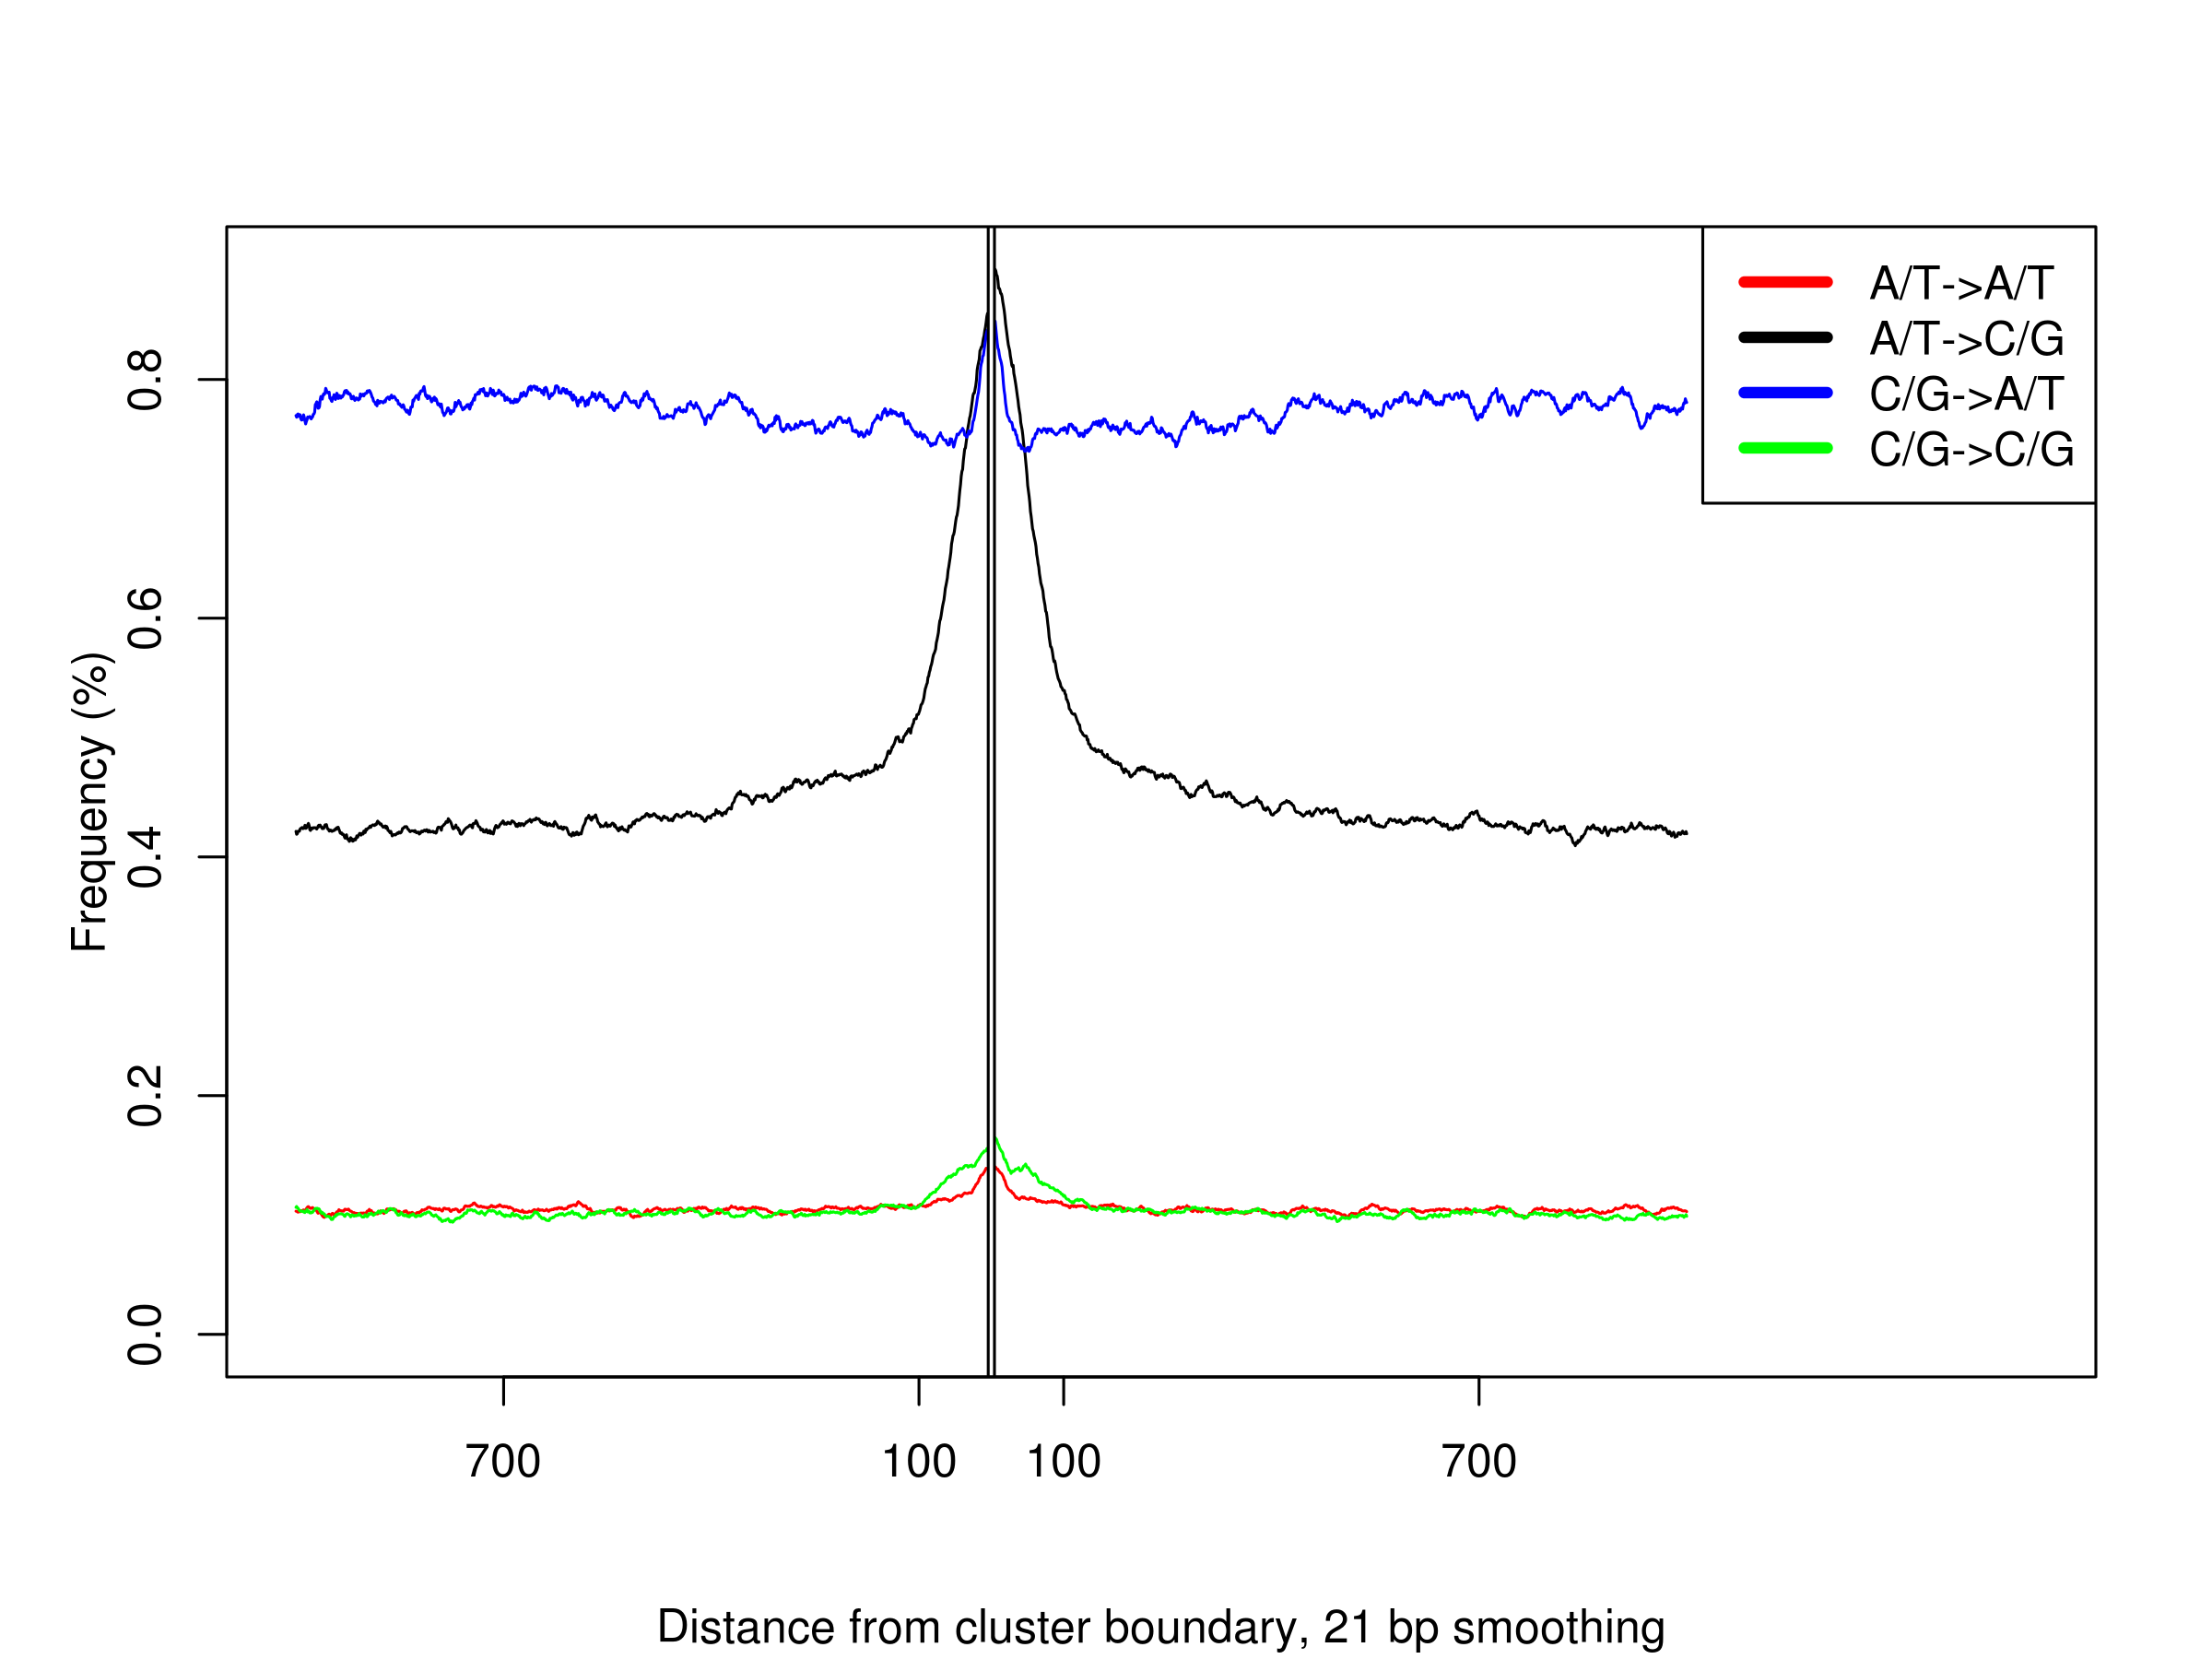 A/T->A/T
A/T->C/G
C/G->A/T
C/G->C/G
Frequency (%)
0.8
0.6
0.4
0.2
0.0
700 100 100 700
Distance from cluster boundary, 21 bp smoothing